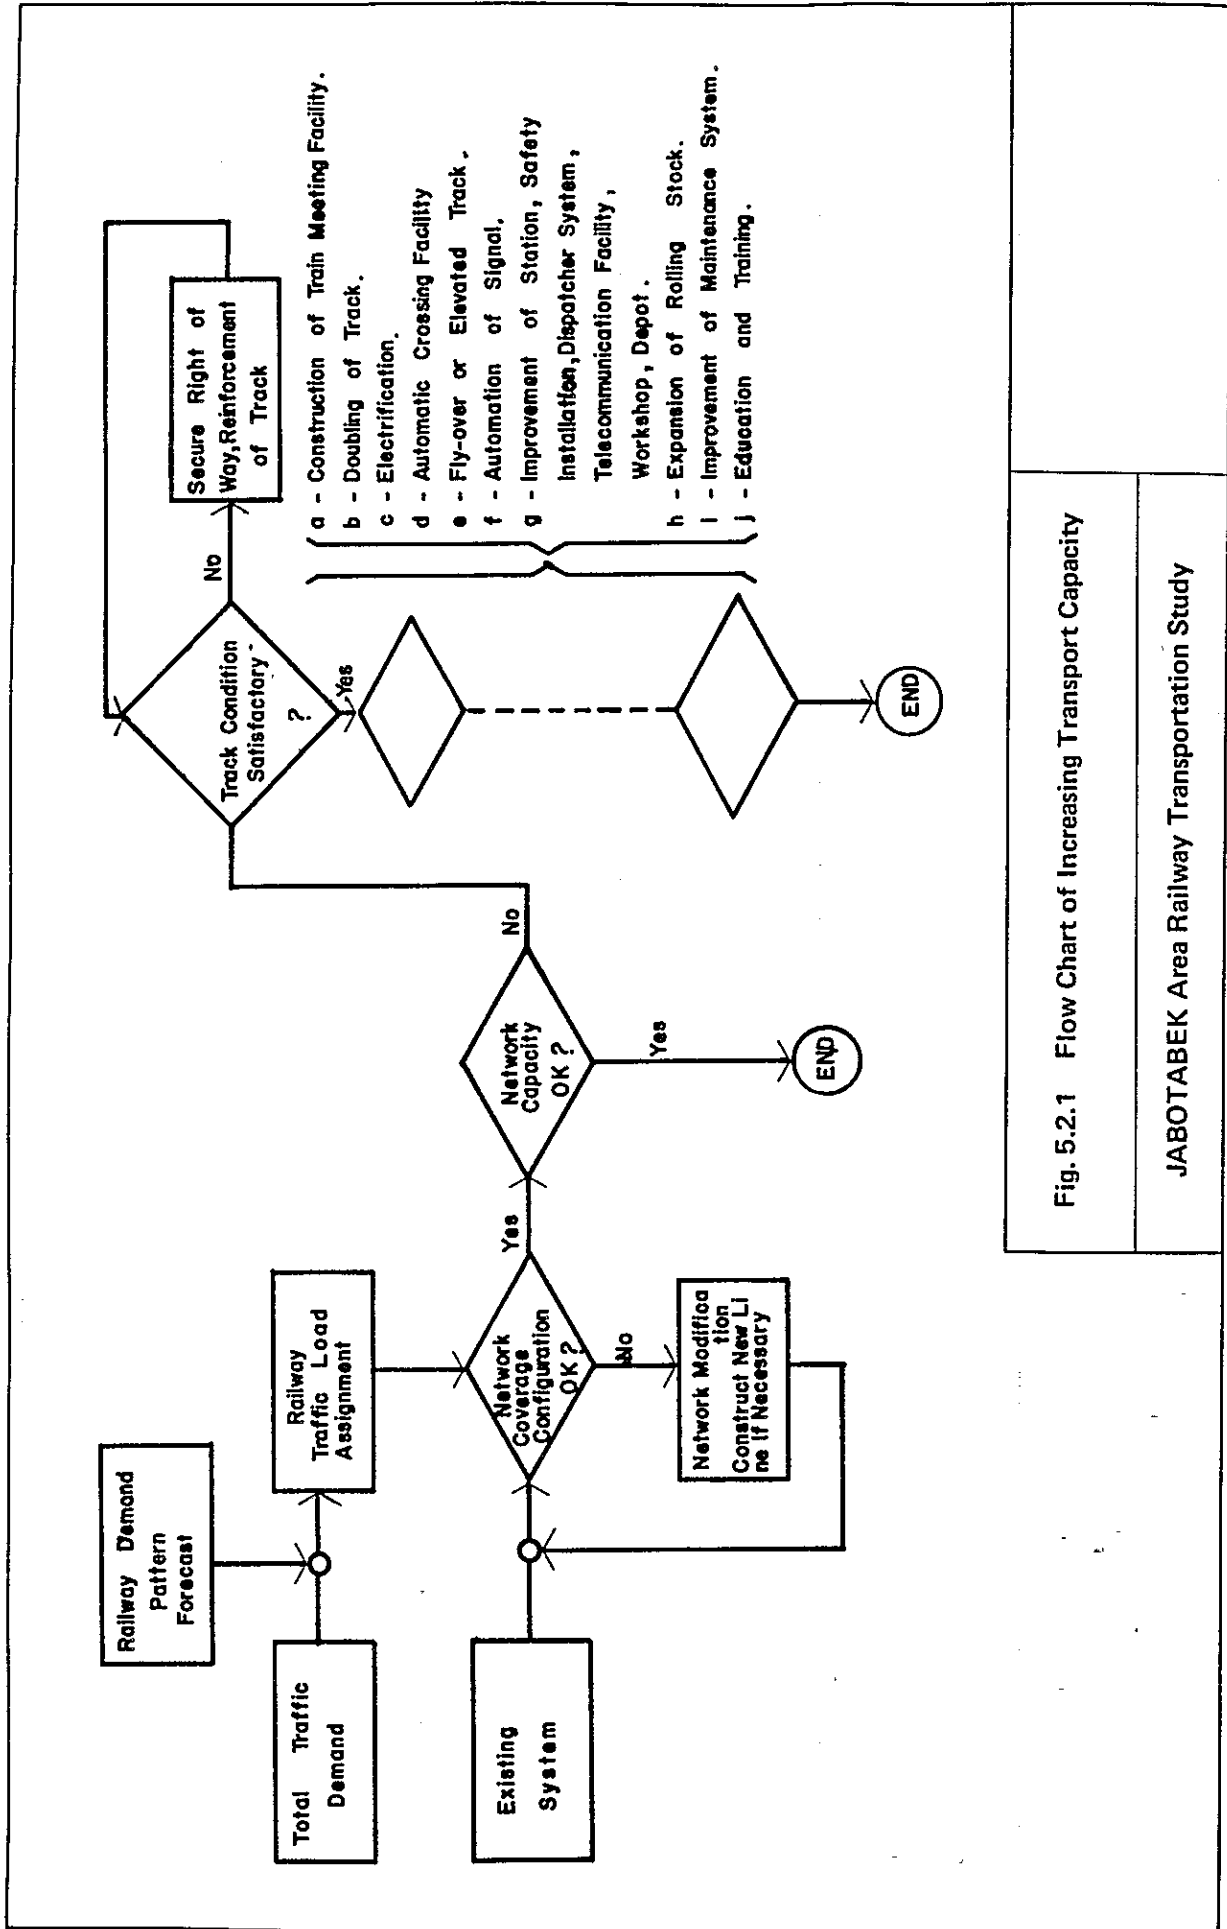 Railway Demand
Pattern
Forecast
Total Traffic
Demand
Railway
Traffic Load
Assignment
Existing
System
Network
Coverage
Configuration
OK?
Yes
No
Network Modifica
tion
Construct New Li
ne If Necessary
Network
Capacity
OK?
No
Yes
END
Track Condition
Satisfactory
?
No
Yes
Secure Right of
Way, Reinforcement
of Track
a - Construction of Train Meeting Facility.
b - Doubling of Track.
c - Electrification.
d - Automatic Crossing Facility
e - Fly-over or Elevated Track.
f - Automation of Signal.
g - Improvement of Station, Safety
Installation, Dispatcher System,
Telecommunication Facility,
Workshop, Depot.
h - Expansion of Rolling Stock.
i - Improvement of Maintenance System.
j - Education and Training.
END
Fig. 5.2.1 Flow Chart of Increasing Transport Capacity
JABOTABEK Area Railway Transportation Study